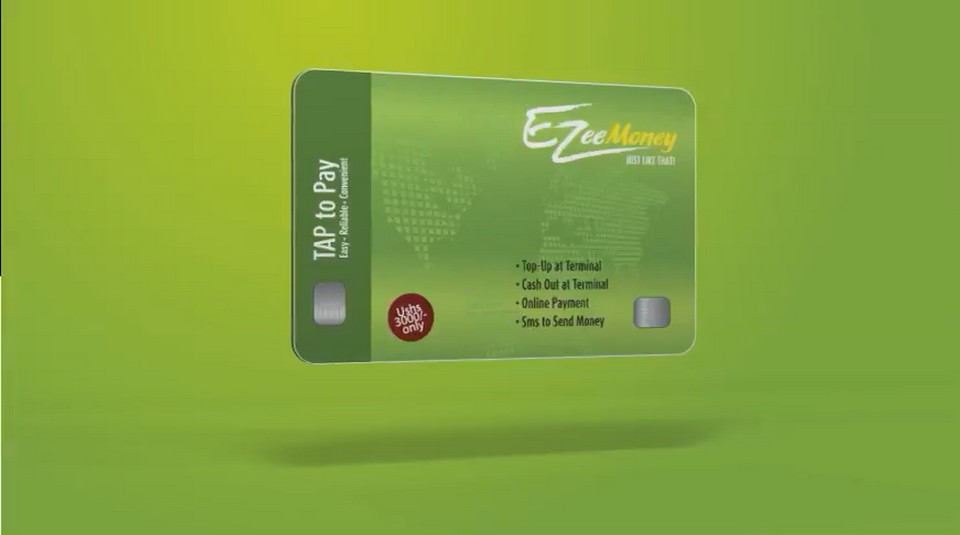 TAP to Pay
Easy • Reliable • Convenient
EZeeMoney
JUST LIKE THAT!
• Top-Up at Terminal
• Cash Out at Terminal
• Online Payment
• Sms to Send Money
Ushs
3000/-
only